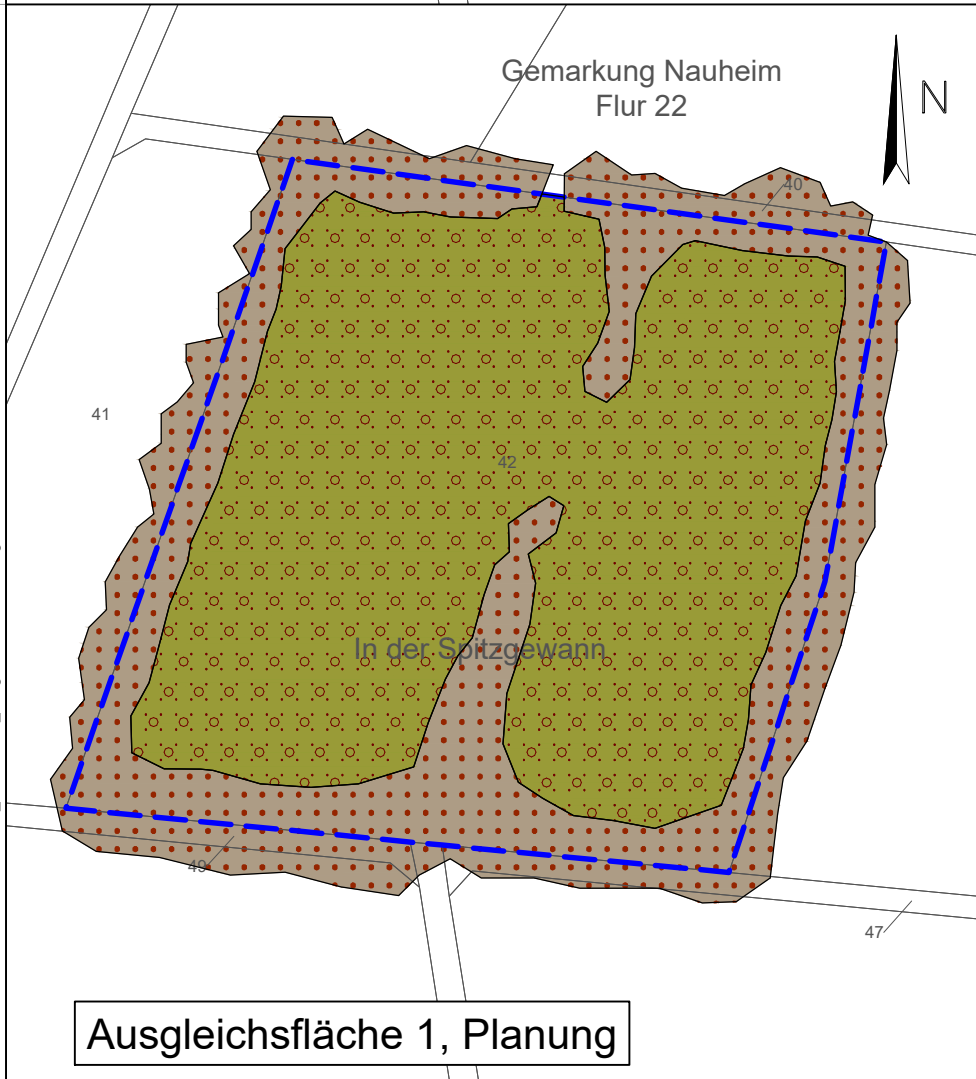 Gemarkung Nauheim
Flur 22
N
40
41
42
In der Spitzgewann
49
47
Ausgleichsfläche 1, Planung